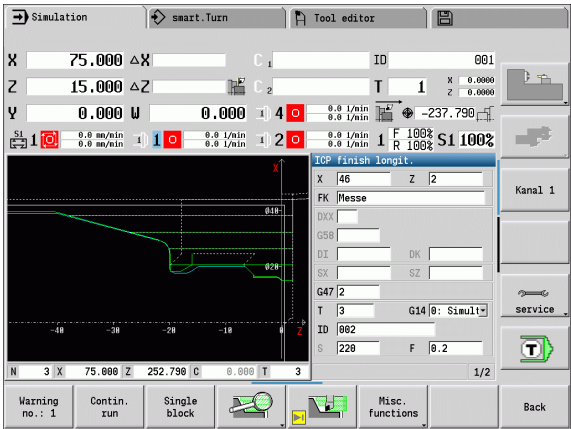 Simulation smart.Turn Tool editor
X 75.000 ΔX C 1 ID 001
Z 15.000 ΔZ C 2 T 1 X 0.0000
Z 0.0000
Y 0.000 W 0.000 4 0 0.0 1/min
0.0 1/min -237.790
S1 1 0 0.0 mm/min
0.0 mm/min 1 0 0.0 1/min
0.0 1/min 2 0 0.0 1/min
0.0 1/min 1 F 100%
R 100% S1 100%
ICP finish longit.
X 46 Z 2
FK Messe
DXX
G58
DI DK
SX SZ
G47 2
T 3 G14 0: Simult
ID 002
S 220 F 0.2
1/2
X
Ø40
Ø20
-40 -30 -20 -10 0 Z
N 3 X 75.000 Z 252.790 C 0.000 T 3
Kanal 1
service
T
Warning
no.: 1
Contin.
run
Single
block
Misc.
functions
Back